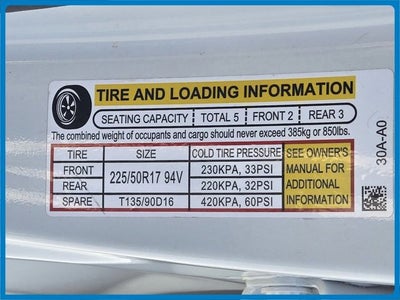 TIRE AND LOADING INFORMATION
SEATING CAPACITY TOTAL 5 FRONT 2 REAR 3
The combined weight of occupants and cargo should never exceed 385kg or 850lbs.
TIRE SIZE COLD TIRE PRESSURE SEE OWNER'S
FRONT 225/50R17 94V 230KPA, 33PSI MANUAL FOR
REAR 220KPA, 32PSI ADDITIONAL
SPARE T135/90D16 420KPA, 60PSI INFORMATION
30A-A0